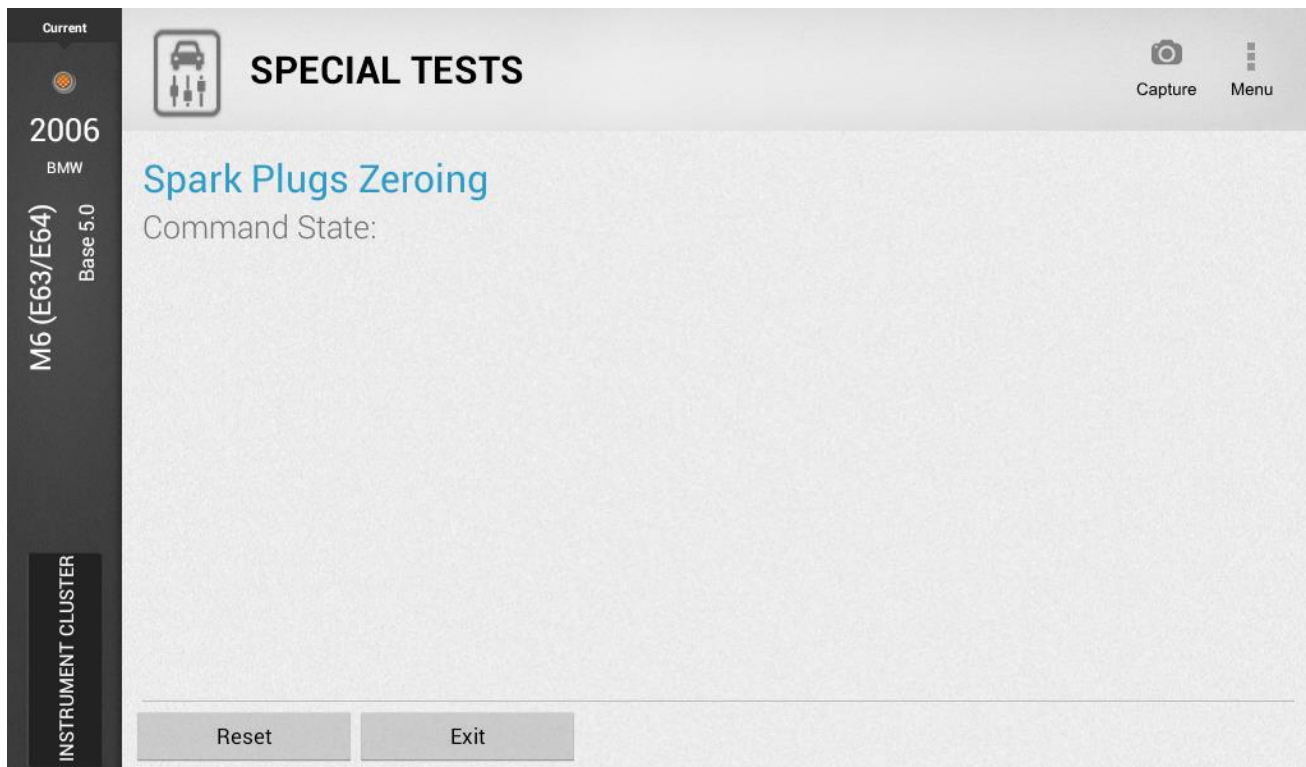 Current
2006
BMW
M6 (E63/E64)
Base 5.0
INSTRUMENT CLUSTER
SPECIAL TESTS
Capture
Menu
Spark Plugs Zeroing
Command State:
Reset
Exit